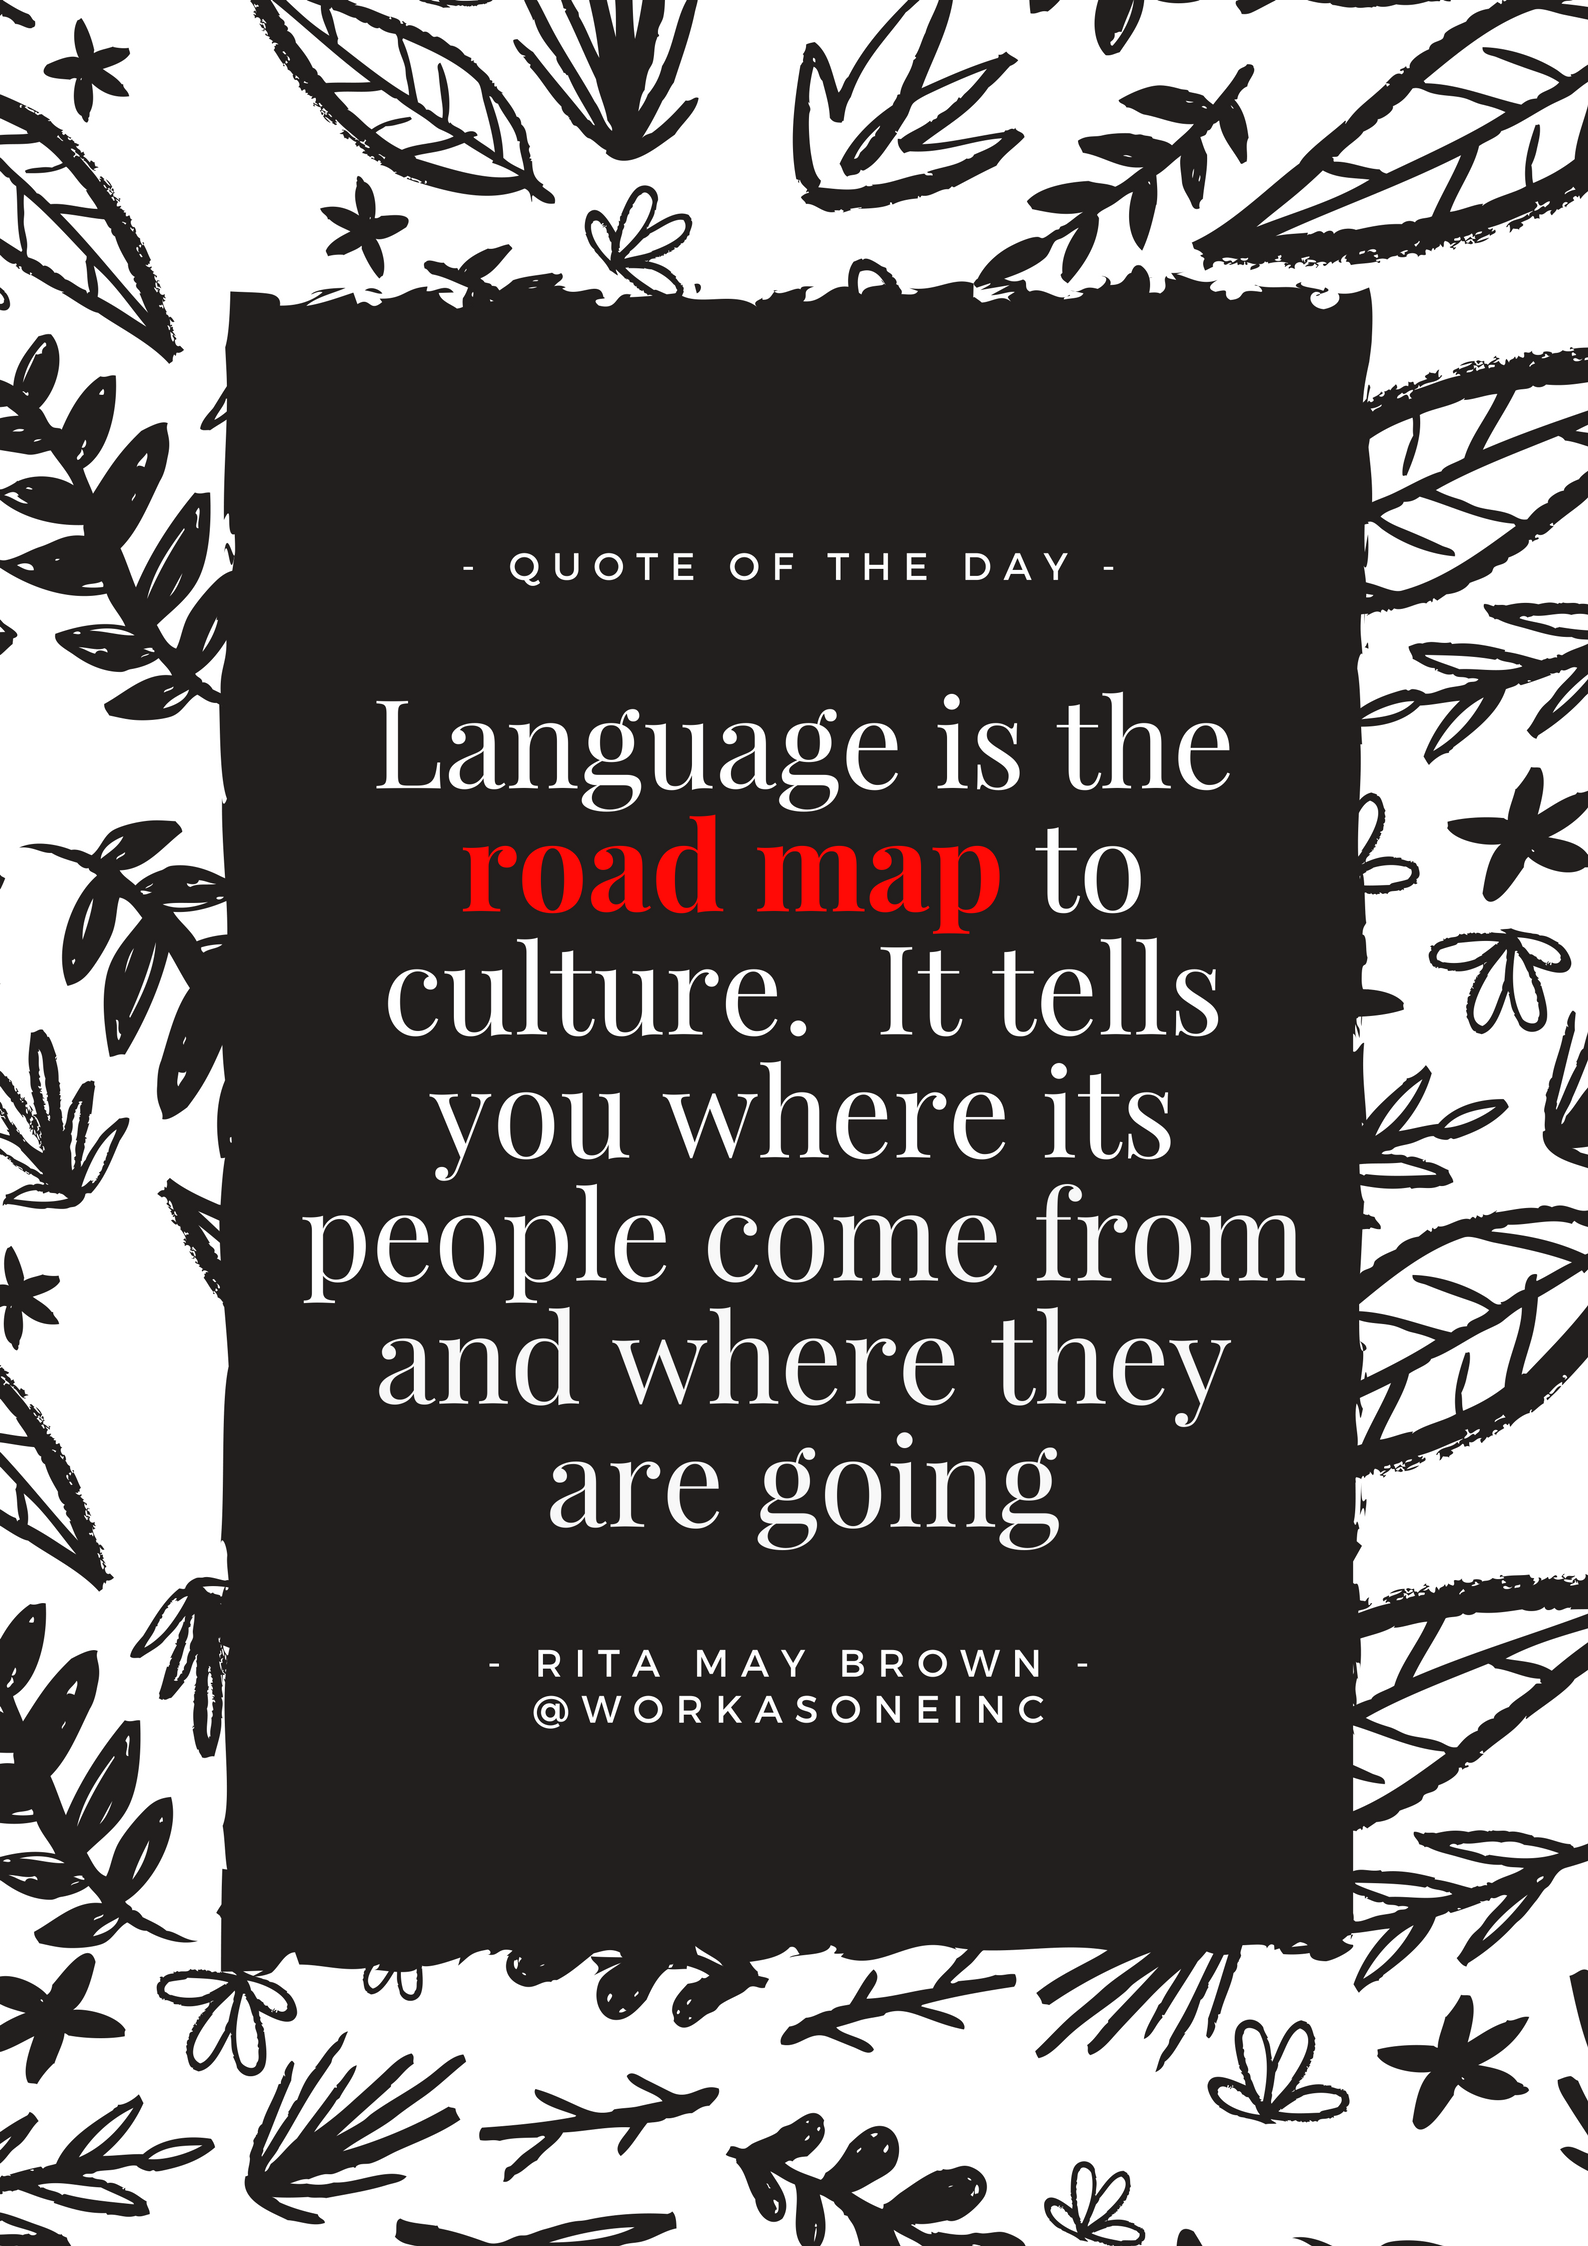 - QUOTE OF THE DAY -
Language is the
road map to
culture.  It tells
you where its
people come from
and where they
are going
- RITA MAY BROWN -
@WORKASONEINC